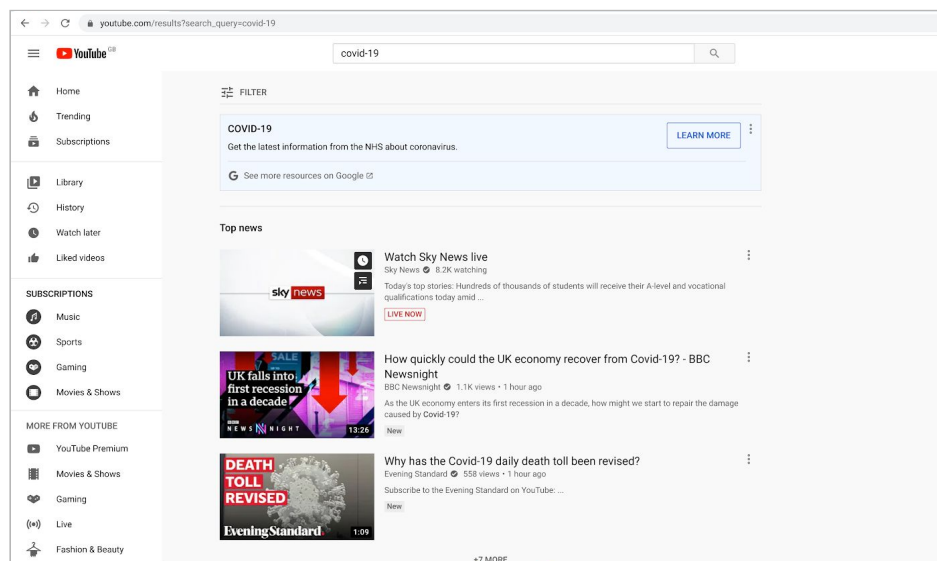 youtube.com/results?search_query=covid-19
YouTube GB
covid-19
Home
Trending
Subscriptions
Library
History
Watch later
Liked videos
SUBSCRIPTIONS
Music
Sports
Gaming
Movies & Shows
MORE FROM YOUTUBE
YouTube Premium
Movies & Shows
Gaming
Live
Fashion & Beauty
FILTER
COVID-19
Get the latest information from the NHS about coronavirus.
LEARN MORE
G See more resources on Google
Top news
sky news
Watch Sky News live
Sky News 8.2K watching
Today's top stories: Hundreds of thousands of students will receive their A-level and vocational
qualifications today amid ...
LIVE NOW
SALE
UK falls into
first recession
in a decade
BBC
NEWSNIGHT
13:26
How quickly could the UK economy recover from Covid-19? - BBC
Newsnight
BBC Newsnight 1.1K views • 1 hour ago
As the UK economy enters its first recession in a decade, how might we start to repair the damage
caused by Covid-19?
New
DEATH
TOLL
REVISED
Evening Standard
1:09
Why has the Covid-19 daily death toll been revised?
Evening Standard 558 views • 1 hour ago
Subscribe to the Evening Standard on YouTube: ...
New
+7 MORE